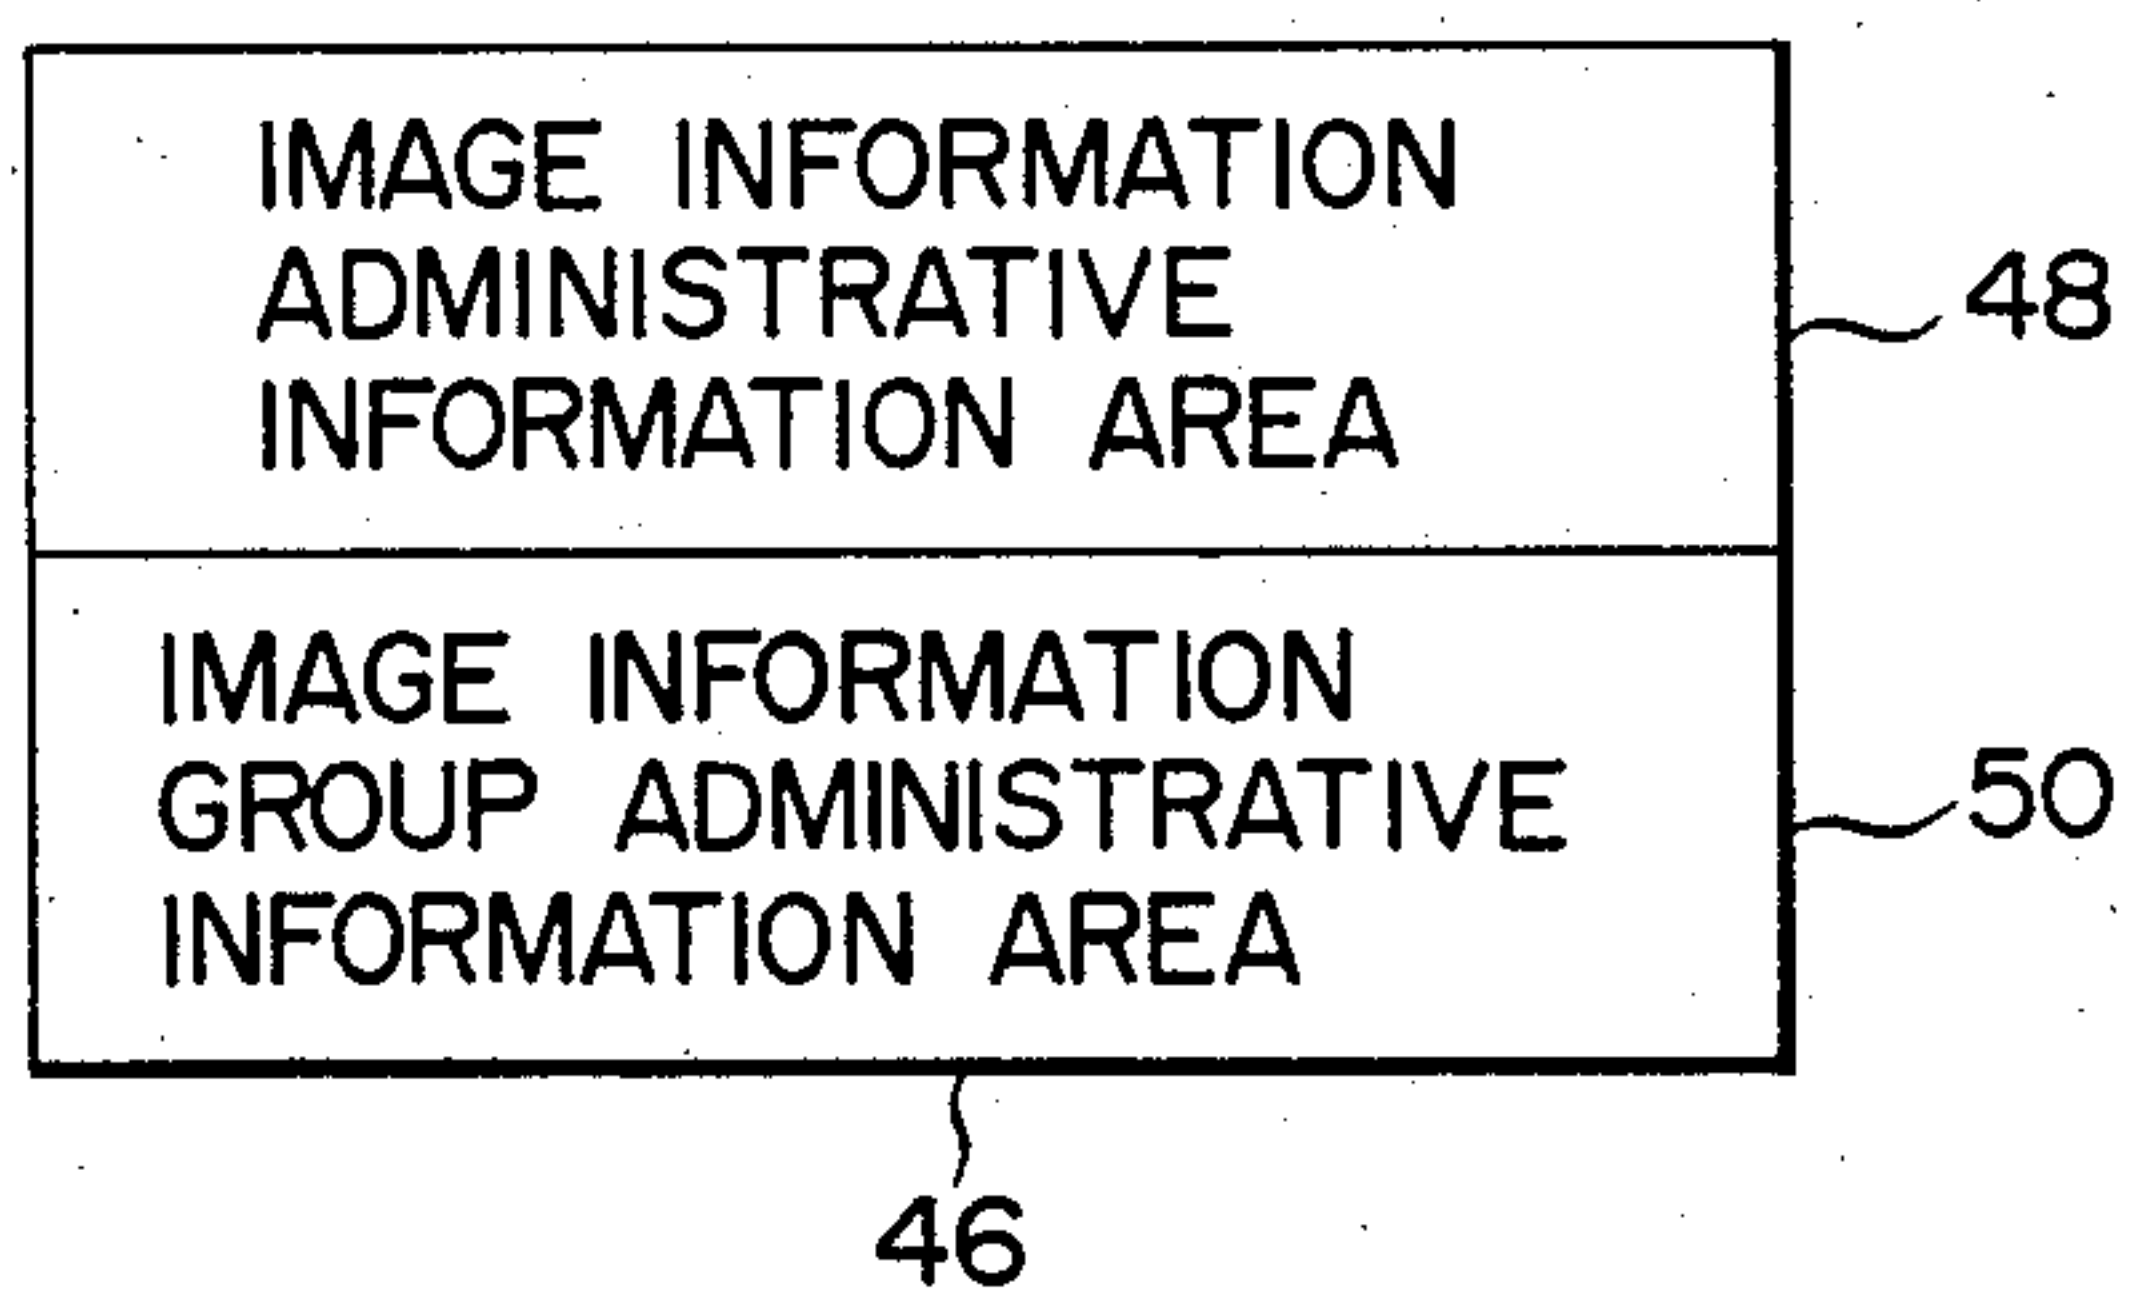 IMAGE INFORMATION
ADMINISTRATIVE
INFORMATION AREA
48
IMAGE INFORMATION
GROUP ADMINISTRATIVE
INFORMATION AREA
50
46